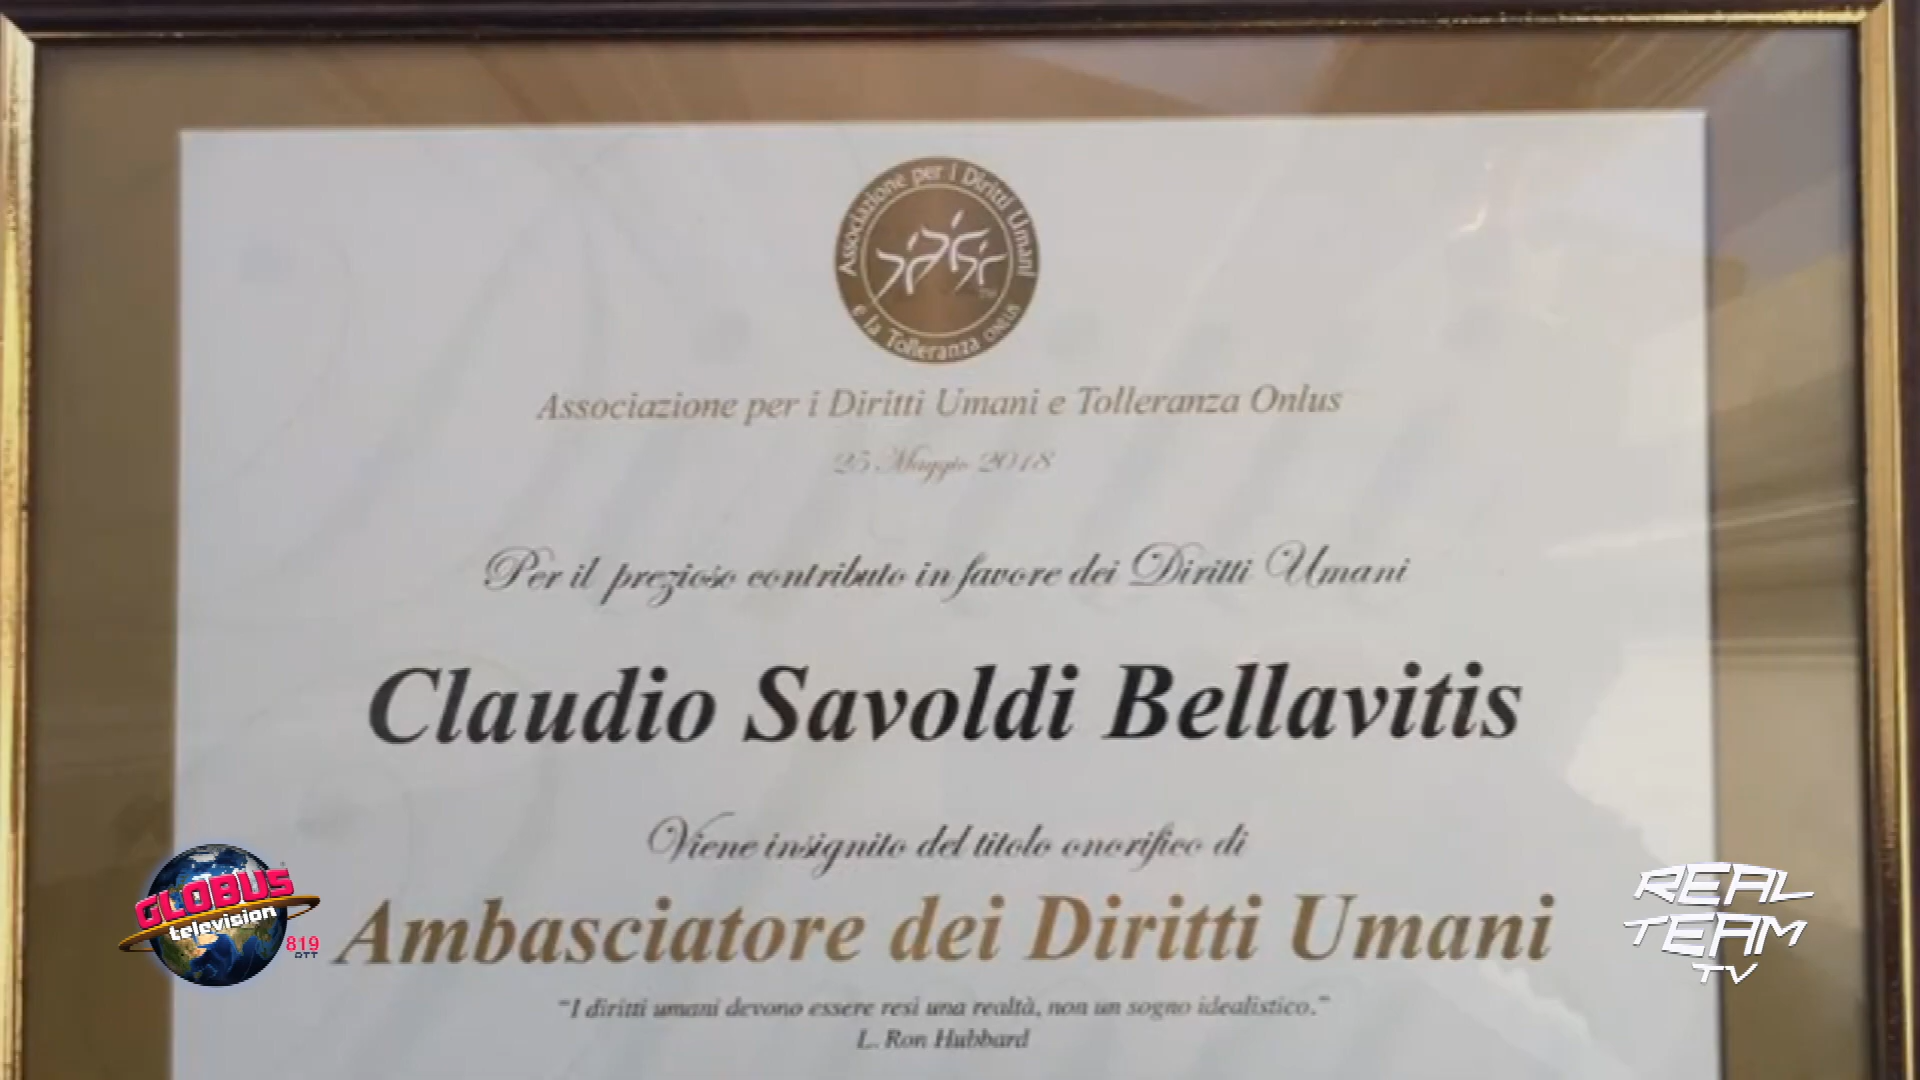 Associazione per i Diritti Umani
e la Tolleranza ONLUS
TM
Associazione per i Diritti Umani e Tolleranza Onlus
25 Maggio 2018
Per il prezioso contributo in favore dei Diritti Umani
Claudio Savoldi Bellavitis
Viene insignito del titolo onorifico di
Ambasciatore dei Diritti Umani
"I diritti umani devono essere resi una realtà, non un sogno idealistico."
L. Ron Hubbard
GLOBUS
television
819
DTT
REAL
TEAM
TV